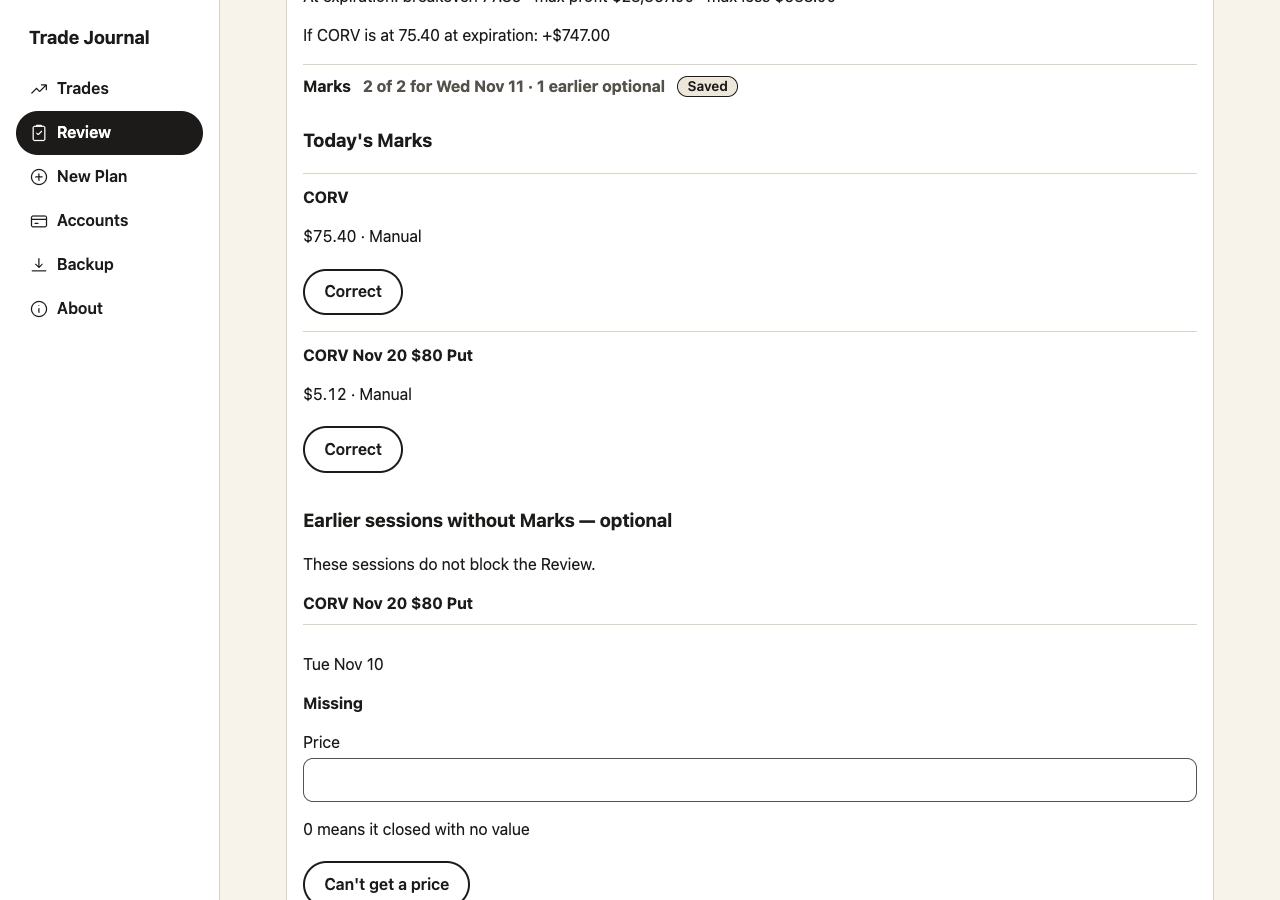 Trade Journal
Trades
Review
New Plan
Accounts
Backup
About
If CORV is at 75.40 at expiration: +$747.00
Marks 2 of 2 for Wed Nov 11 · 1 earlier optional Saved
Today's Marks
CORV
$75.40 · Manual
Correct
CORV Nov 20 $80 Put
$5.12 · Manual
Correct
Earlier sessions without Marks — optional
These sessions do not block the Review.
CORV Nov 20 $80 Put
Tue Nov 10
Missing
Price
0 means it closed with no value
Can't get a price